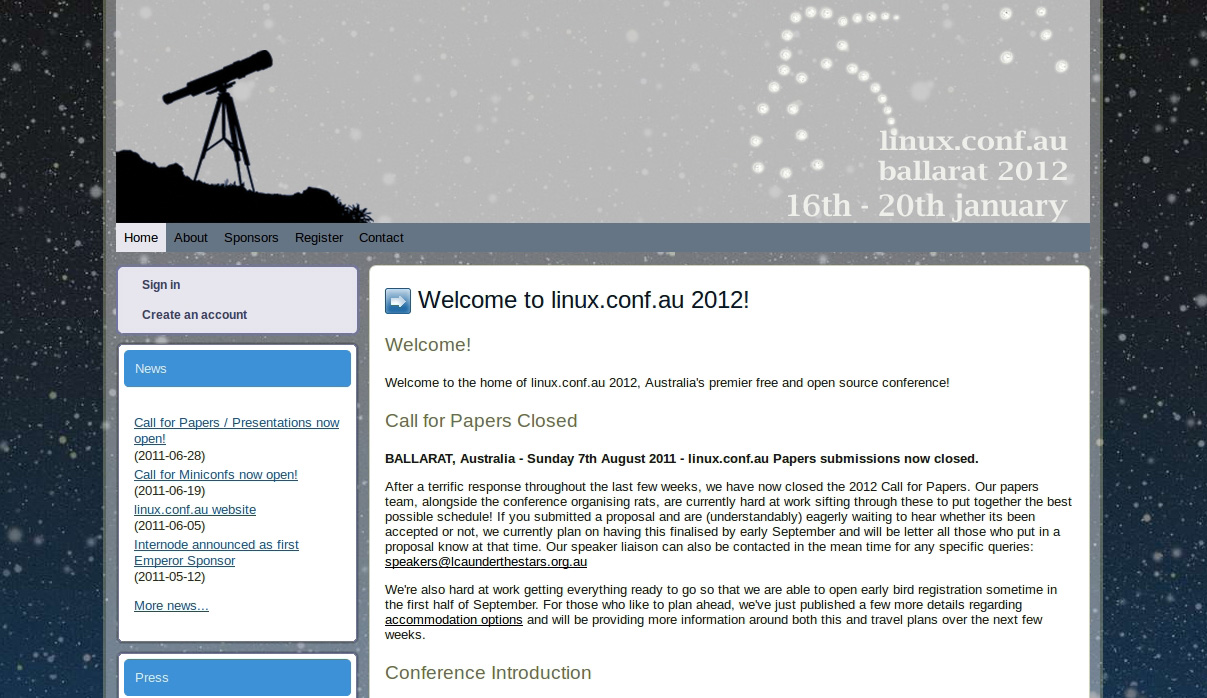 linux.conf.au
ballarat 2012
16th - 20th january
Home About Sponsors Register Contact
Sign in
Create an account
News
Call for Papers / Presentations now
open!
(2011-06-28)
Call for Miniconfs now open!
(2011-06-19)
linux.conf.au website
(2011-06-05)
Internode announced as first
Emperor Sponsor
(2011-05-12)
More news...
Press
Welcome to linux.conf.au 2012!
Welcome!
Welcome to the home of linux.conf.au 2012, Australia's premier free and open source conference!
Call for Papers Closed
BALLARAT, Australia - Sunday 7th August 2011 - linux.conf.au Papers submissions now closed.
After a terrific response throughout the last few weeks, we have now closed the 2012 Call for Papers. Our papers
team, alongside the conference organising rats, are currently hard at work sifting through these to put together the best
possible schedule! If you submitted a proposal and are (understandably) eagerly waiting to hear whether its been
accepted or not, we currently plan on having this finalised by early September and will be letter all those who put in a
proposal know at that time. Our speaker liaison can also be contacted in the mean time for any specific queries:
speakers@lcaunderthestars.org.au
We're also hard at work getting everything ready to go so that we are able to open early bird registration sometime in
the first half of September. For those who like to plan ahead, we've just published a few more details regarding
accommodation options and will be providing more information around both this and travel plans over the next few
weeks.
Conference Introduction